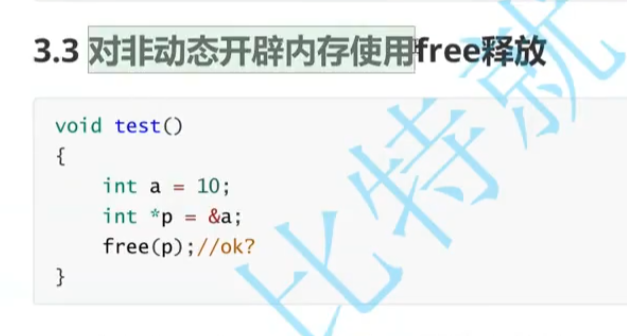 3.3 对非动态开辟内存使用free释放
void test()
{
    int a = 10;
    int *p = &a;
    free(p);//ok?
}
比特就